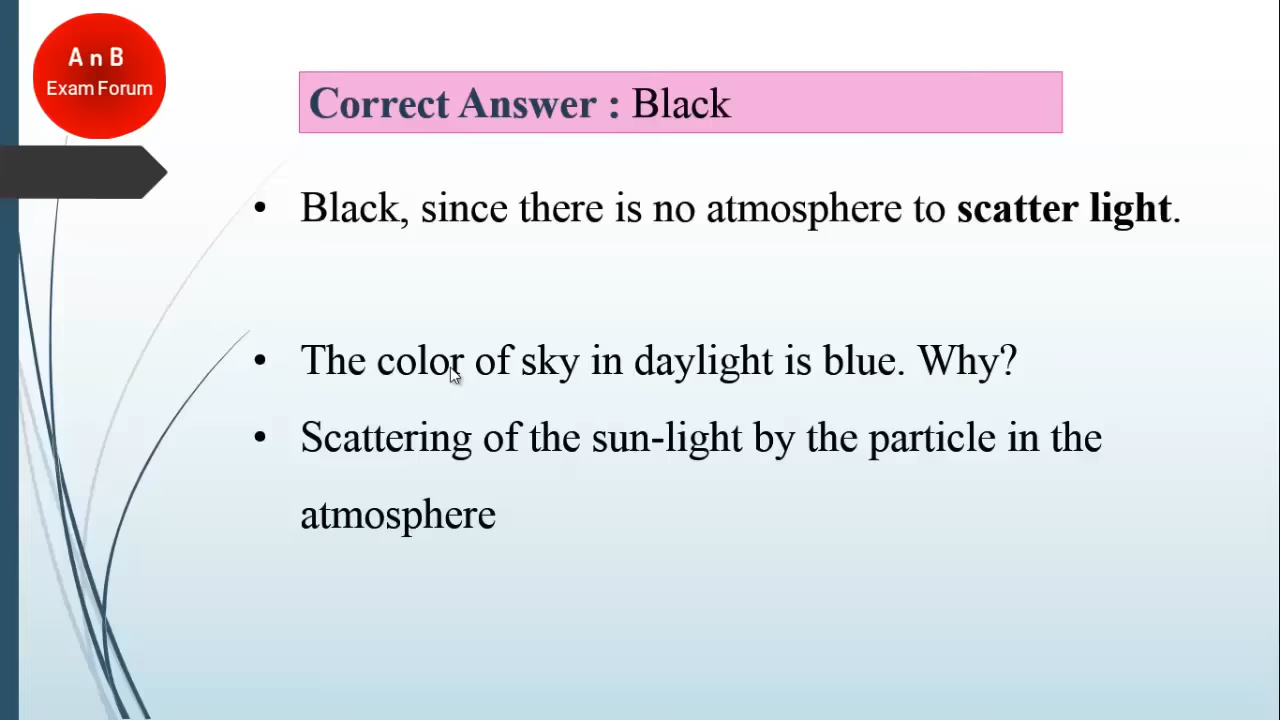 A n B
Exam Forum
Correct Answer : Black
• Black, since there is no atmosphere to scatter light.
• The color of sky in daylight is blue. Why?
• Scattering of the sun-light by the particle in the
atmosphere